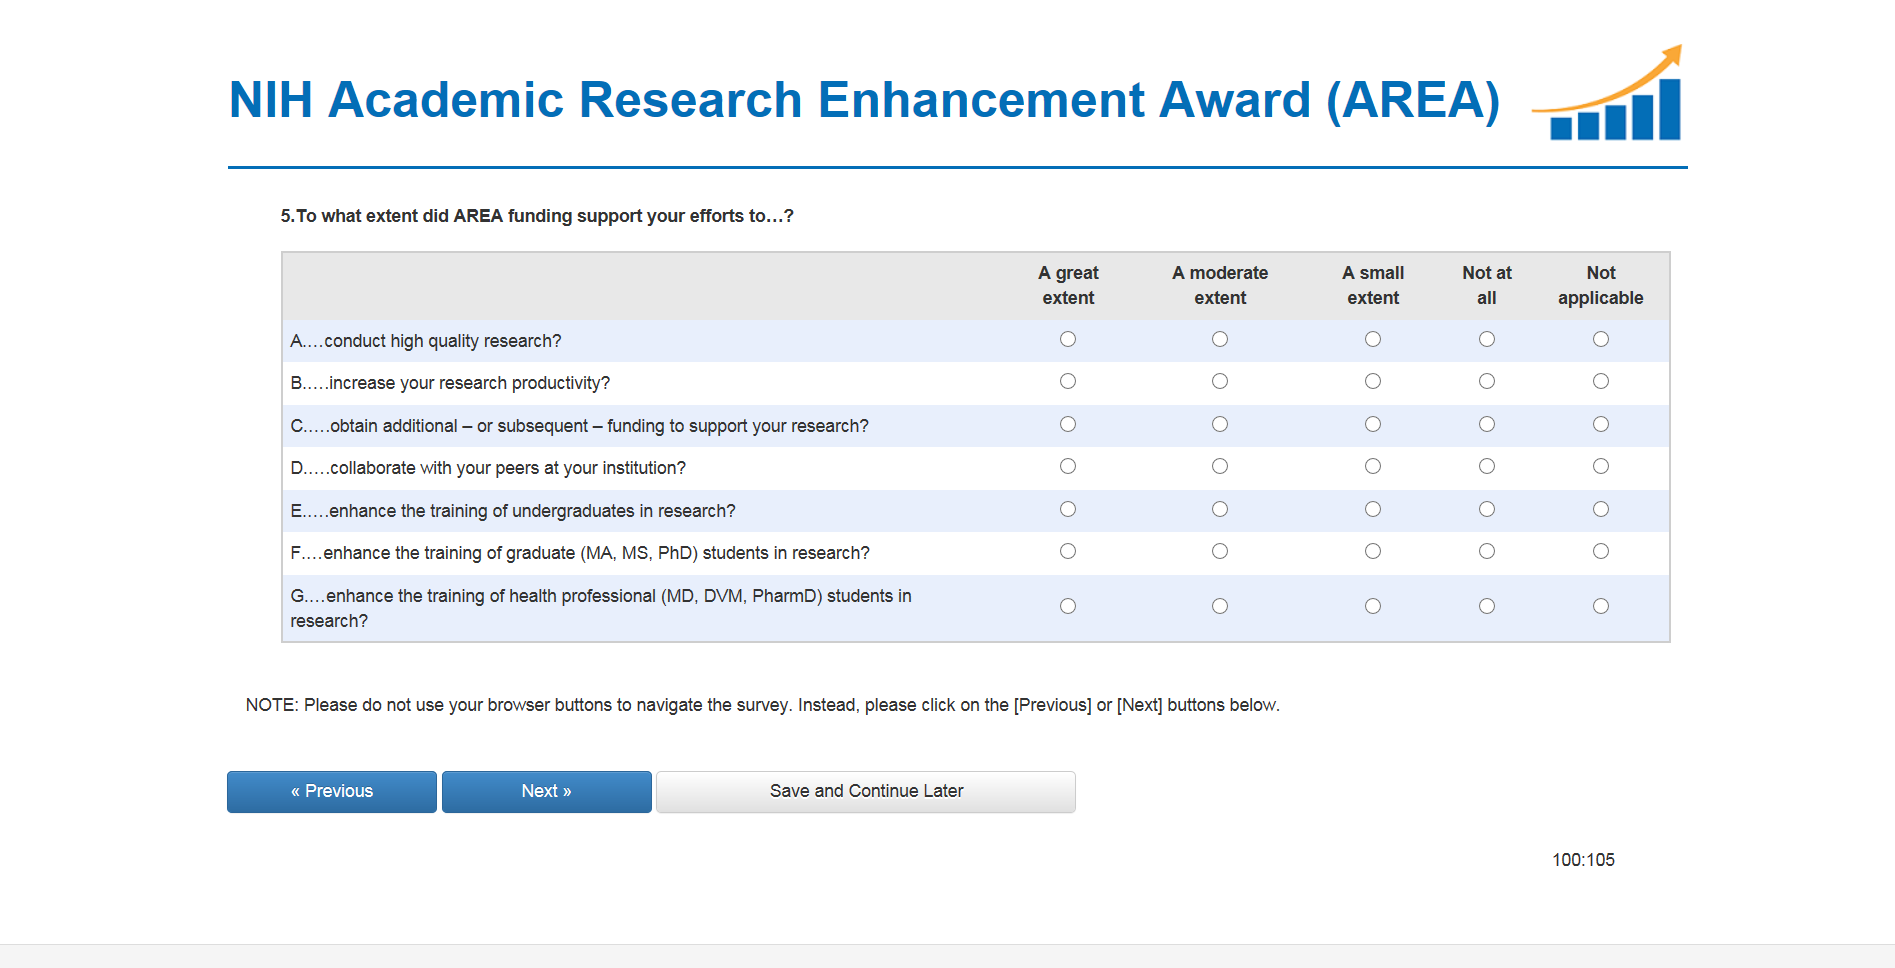 NIH Academic Research Enhancement Award (AREA)
5.To what extent did AREA funding support your efforts to…?
A great extent
A moderate extent
A small extent
Not at all
Not applicable
A.…conduct high quality research?
B.….increase your research productivity?
C.….obtain additional – or subsequent – funding to support your research?
D.….collaborate with your peers at your institution?
E.….enhance the training of undergraduates in research?
F.…enhance the training of graduate (MA, MS, PhD) students in research?
G.…enhance the training of health professional (MD, DVM, PharmD) students in
research?
NOTE: Please do not use your browser buttons to navigate the survey. Instead, please click on the [Previous] or [Next] buttons below.
« Previous
Next »
Save and Continue Later
100:105